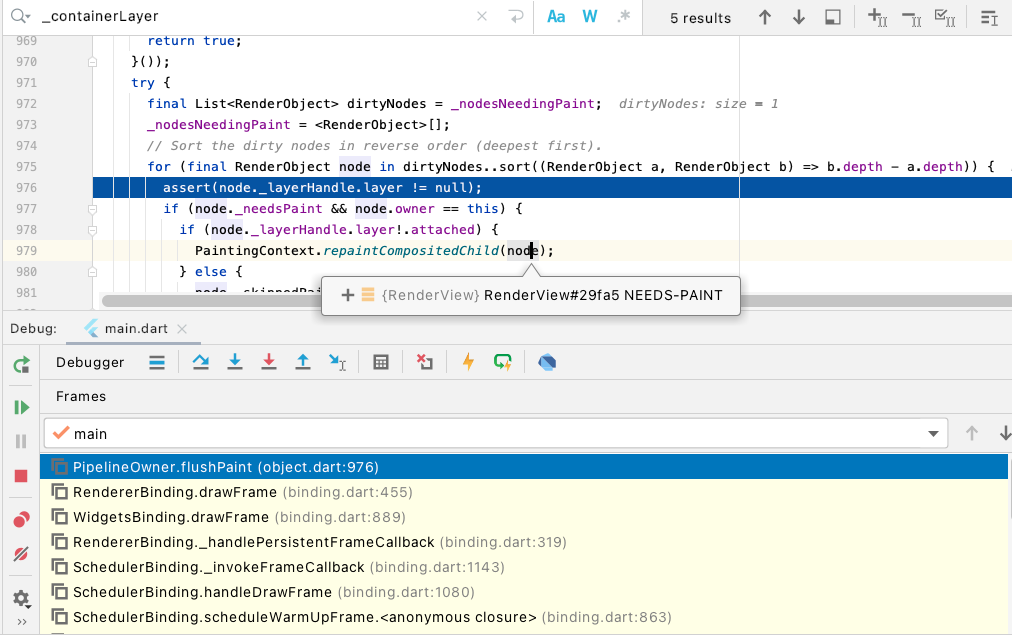 _containerLayer
Aa W .* 5 results
969 return true;
970 }());
971 try {
972 final List<RenderObject> dirtyNodes = _nodesNeedingPaint; dirtyNodes: size = 1
973 _nodesNeedingPaint = <RenderObject>[];
974 // Sort the dirty nodes in reverse order (deepest first).
975 for (final RenderObject node in dirtyNodes..sort((RenderObject a, RenderObject b) => b.depth - a.depth)) {
976 assert(node._layerHandle.layer != null);
977 if (node._needsPaint && node.owner == this) {
978 if (node._layerHandle.layer!.attached) {
979 PaintingContext.repaintCompositedChild(node);
980 } else {
981
{RenderView} RenderView#29fa5 NEEDS-PAINT
Debug: main.dart
Debugger
Frames
main
PipelineOwner.flushPaint (object.dart:976)
RendererBinding.drawFrame (binding.dart:455)
WidgetsBinding.drawFrame (binding.dart:889)
RendererBinding._handlePersistentFrameCallback (binding.dart:319)
SchedulerBinding._invokeFrameCallback (binding.dart:1143)
SchedulerBinding.handleDrawFrame (binding.dart:1080)
SchedulerBinding.scheduleWarmUpFrame.<anonymous closure> (binding.dart:863)